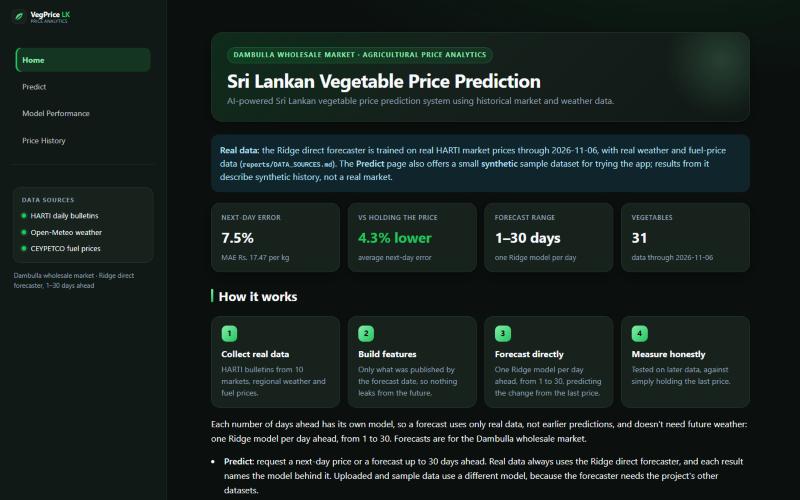 VegPrice LK
PRICE ANALYTICS
Home
Predict
Model Performance
Price History
DATA SOURCES
HARTI daily bulletins
Open-Meteo weather
CEYPETCO fuel prices
Dambulla wholesale market · Ridge direct
forecaster, 1–30 days ahead
DAMBULLA WHOLESALE MARKET · AGRICULTURAL PRICE ANALYTICS
Sri Lankan Vegetable Price Prediction
AI-powered Sri Lankan vegetable price prediction system using historical market and weather data.
Real data: the Ridge direct forecaster is trained on real HARTI market prices through 2026-11-06, with real weather and fuel-price
data (reports/DATA_SOURCES.md). The Predict page also offers a small synthetic sample dataset for trying the app; results from it
describe synthetic history, not a real market.
NEXT-DAY ERROR
7.5%
MAE Rs. 17.47 per kg
VS HOLDING THE PRICE
4.3% lower
average next-day error
FORECAST RANGE
1–30 days
one Ridge model per day
VEGETABLES
31
data through 2026-11-06
How it works
1
Collect real data
HARTI bulletins from 10
markets, regional weather and
fuel prices.
2
Build features
Only what was published by
the forecast date, so nothing
leaks from the future.
3
Forecast directly
One Ridge model per day
ahead, from 1 to 30, predicting
the change from the last price.
4
Measure honestly
Tested on later data, against
simply holding the last price.
Each number of days ahead has its own model, so a forecast uses only real data, not earlier predictions, and doesn't need future weather:
one Ridge model per day ahead, from 1 to 30. Forecasts are for the Dambulla wholesale market.
• Predict: request a next-day price or a forecast up to 30 days ahead. Real data always uses the Ridge direct forecaster, and each result
names the model behind it. Uploaded and sample data use a different model, because the forecaster needs the project's other
datasets.